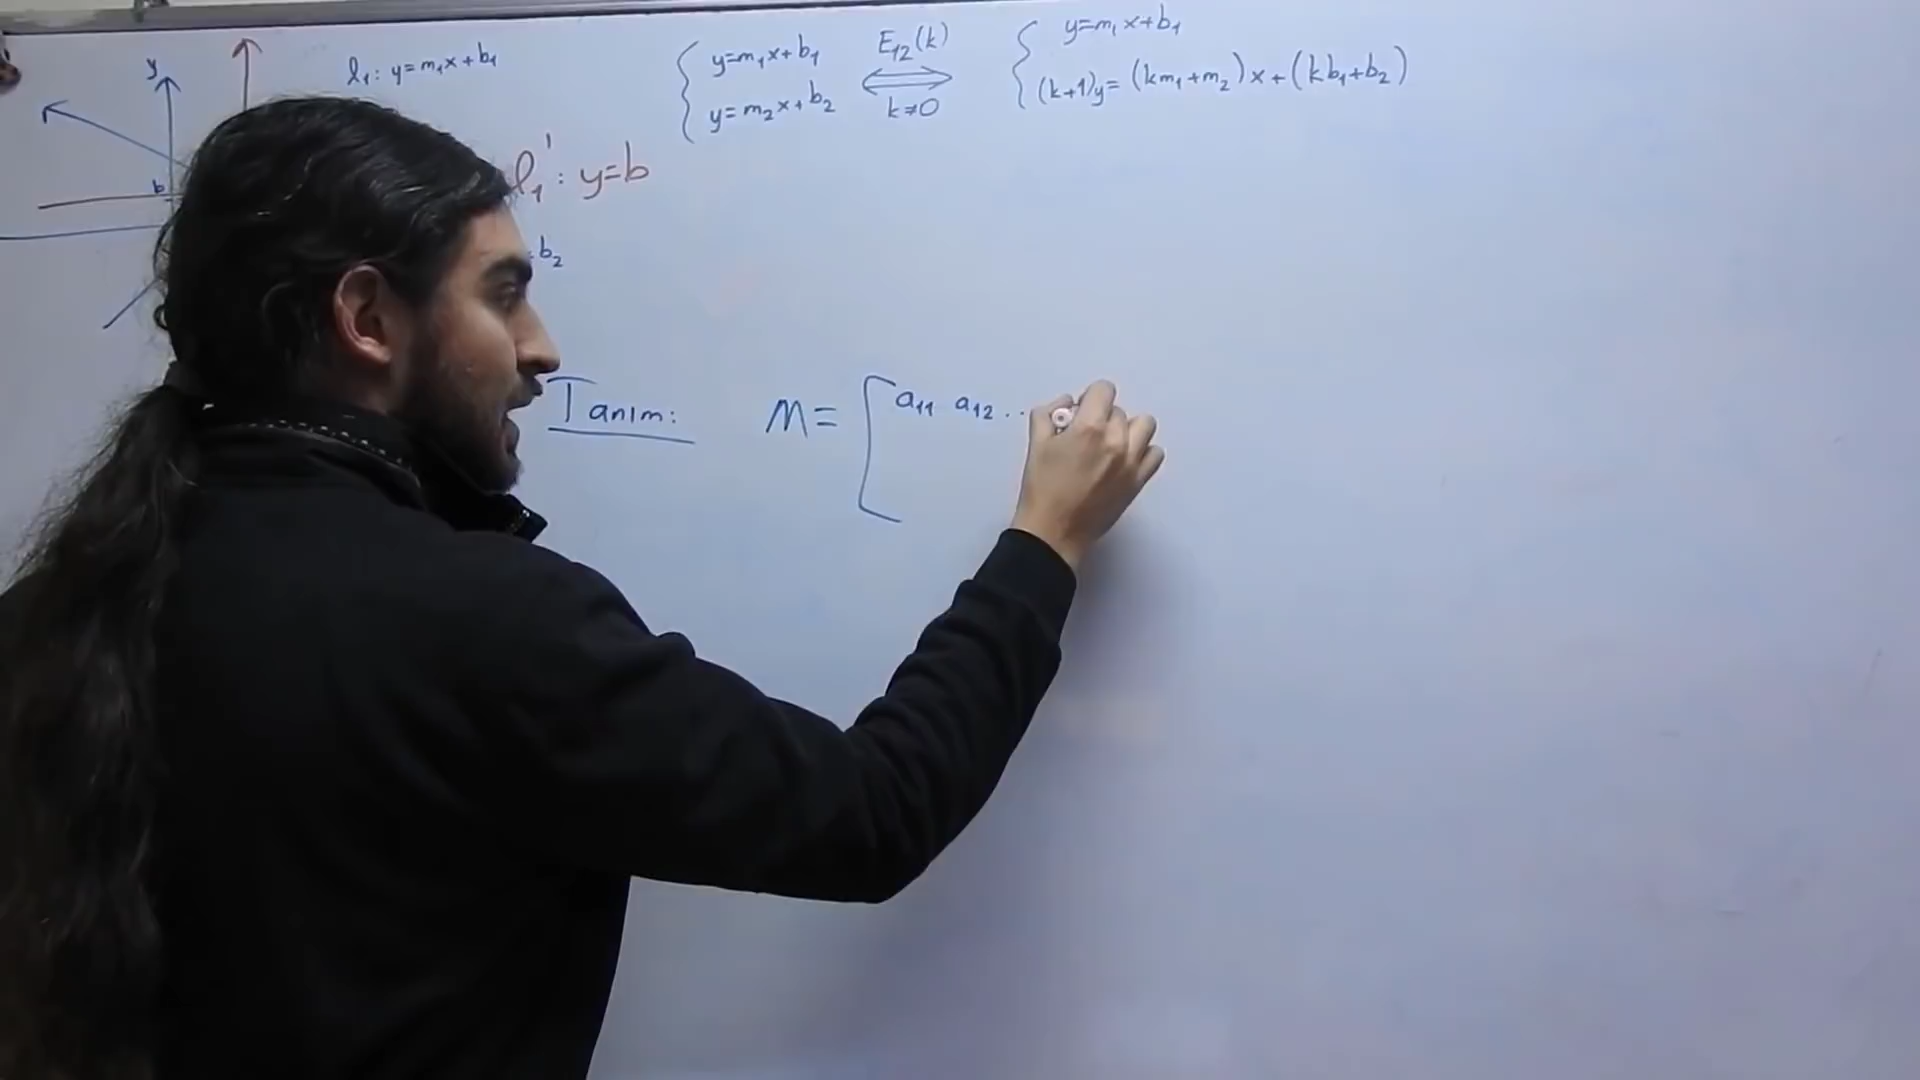 y
b
l₁: y=m₁x+b₁
l₁': y=b
b₂
y=m₁x+b₁
y=m₂x+b₂
E₁₂(k)
k≠0
y=m₁x+b₁
(k+1)y=(km₁+m₂)x+(kb₁+b₂)
Tanım: M= [ a₁₁ a₁₂ ..